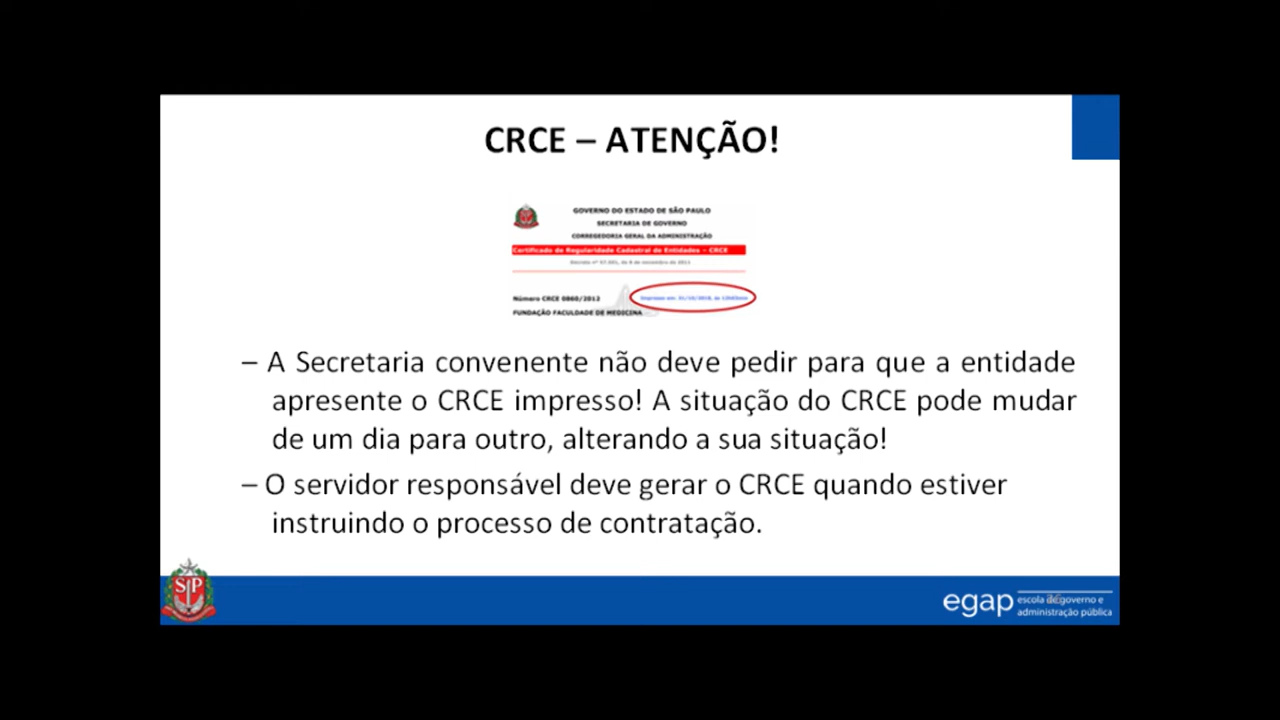 CRCE – ATENÇÃO!
GOVERNO DO ESTADO DE SÃO PAULO
SECRETARIA DE GOVERNO
CORREGEDORIA GERAL DA ADMINISTRAÇÃO
Certificado de Regularidade Cadastral de Entidades – CRCE
Número CRCE 0860/2012
FUNDAÇÃO FACULDADE DE MEDICINA
– A Secretaria convenente não deve pedir para que a entidade
apresente o CRCE impresso! A situação do CRCE pode mudar
de um dia para outro, alterando a sua situação!
– O servidor responsável deve gerar o CRCE quando estiver
instruindo o processo de contratação.
SP
egap
escola de governo e
administração pública